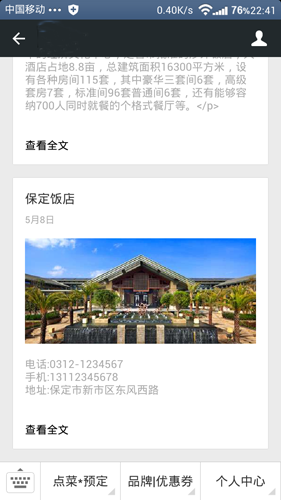 中国移动 0.40K/s 76% 22:41
酒店占地8.8亩，总建筑面积16300平方米，设
有各种房间115套，其中豪华三套间6套，高级
套房7套，标准间96套普通间6套，还有能够容
纳700人同时就餐的个格式餐厅等。</p>
查看全文
保定饭店
5月8日
电话:0312-1234567
手机:13112345678
地址:保定市新市区东风西路
查看全文
点菜*预定 品牌|优惠券 个人中心